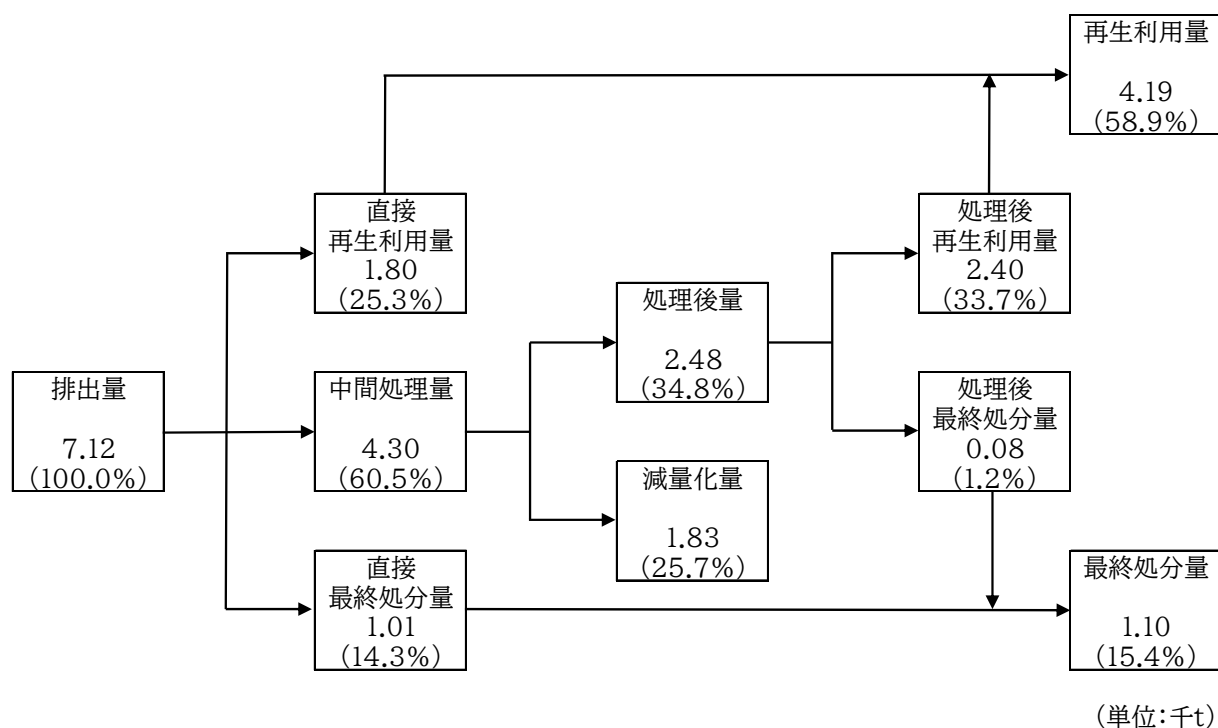 再生利用量
4.19
(58.9%)
直接
再生利用量
1.80
(25.3%)
処理後
再生利用量
2.40
(33.7%)
処理後量
2.48
(34.8%)
排出量
7.12
(100.0%)
中間処理量
4.30
(60.5%)
処理後
最終処分量
0.08
(1.2%)
減量化量
1.83
(25.7%)
直接
最終処分量
1.01
(14.3%)
最終処分量
1.10
(15.4%)
(単位:千t)